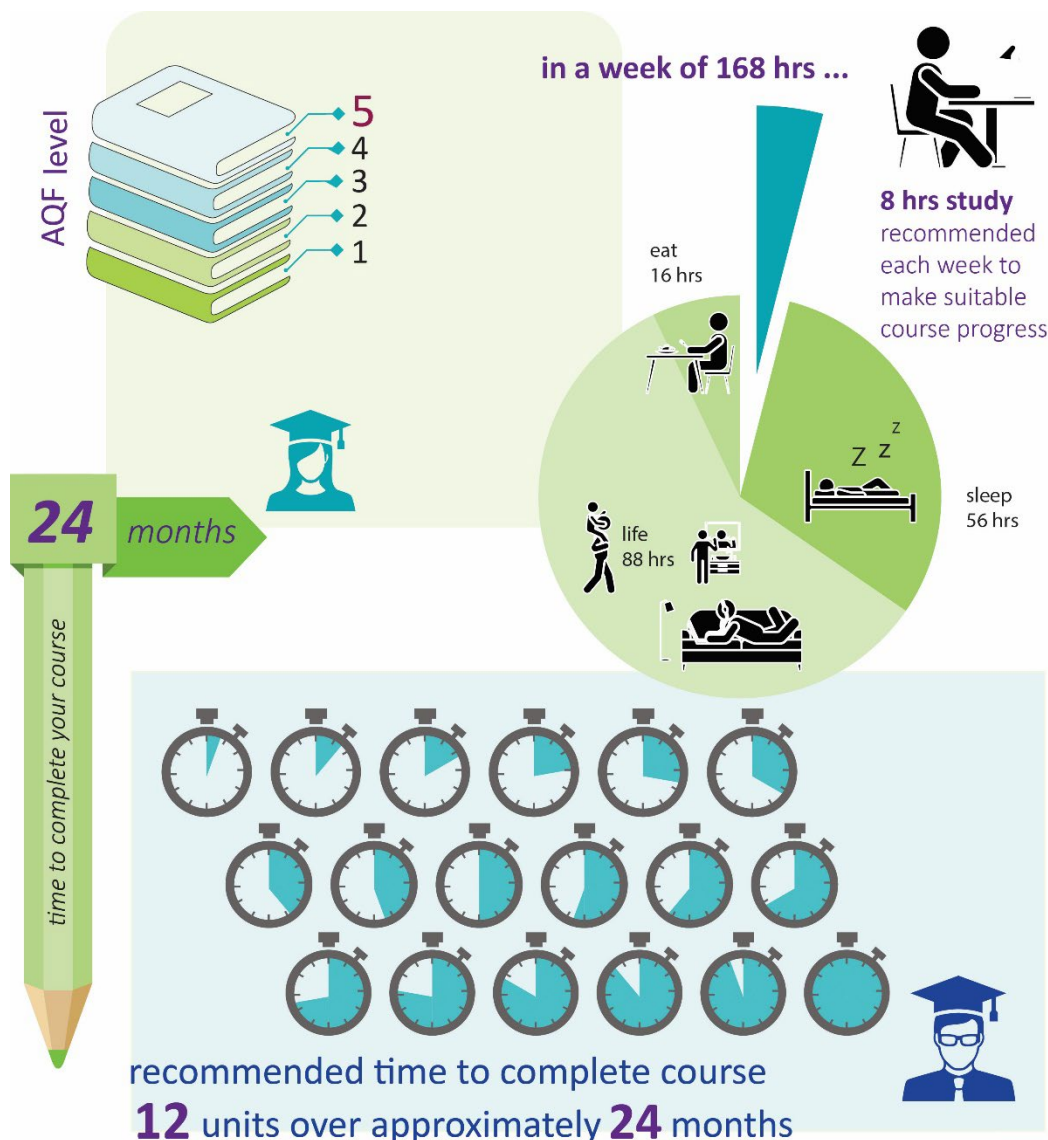 AQF level
5
4
3
2
1
in a week of 168 hrs ...
8 hrs study
recommended
each week to
make suitable
course progress
eat
16 hrs
Z z z
sleep
56 hrs
life
88 hrs
24 months
time to complete your course
recommended time to complete course
12 units over approximately 24 months